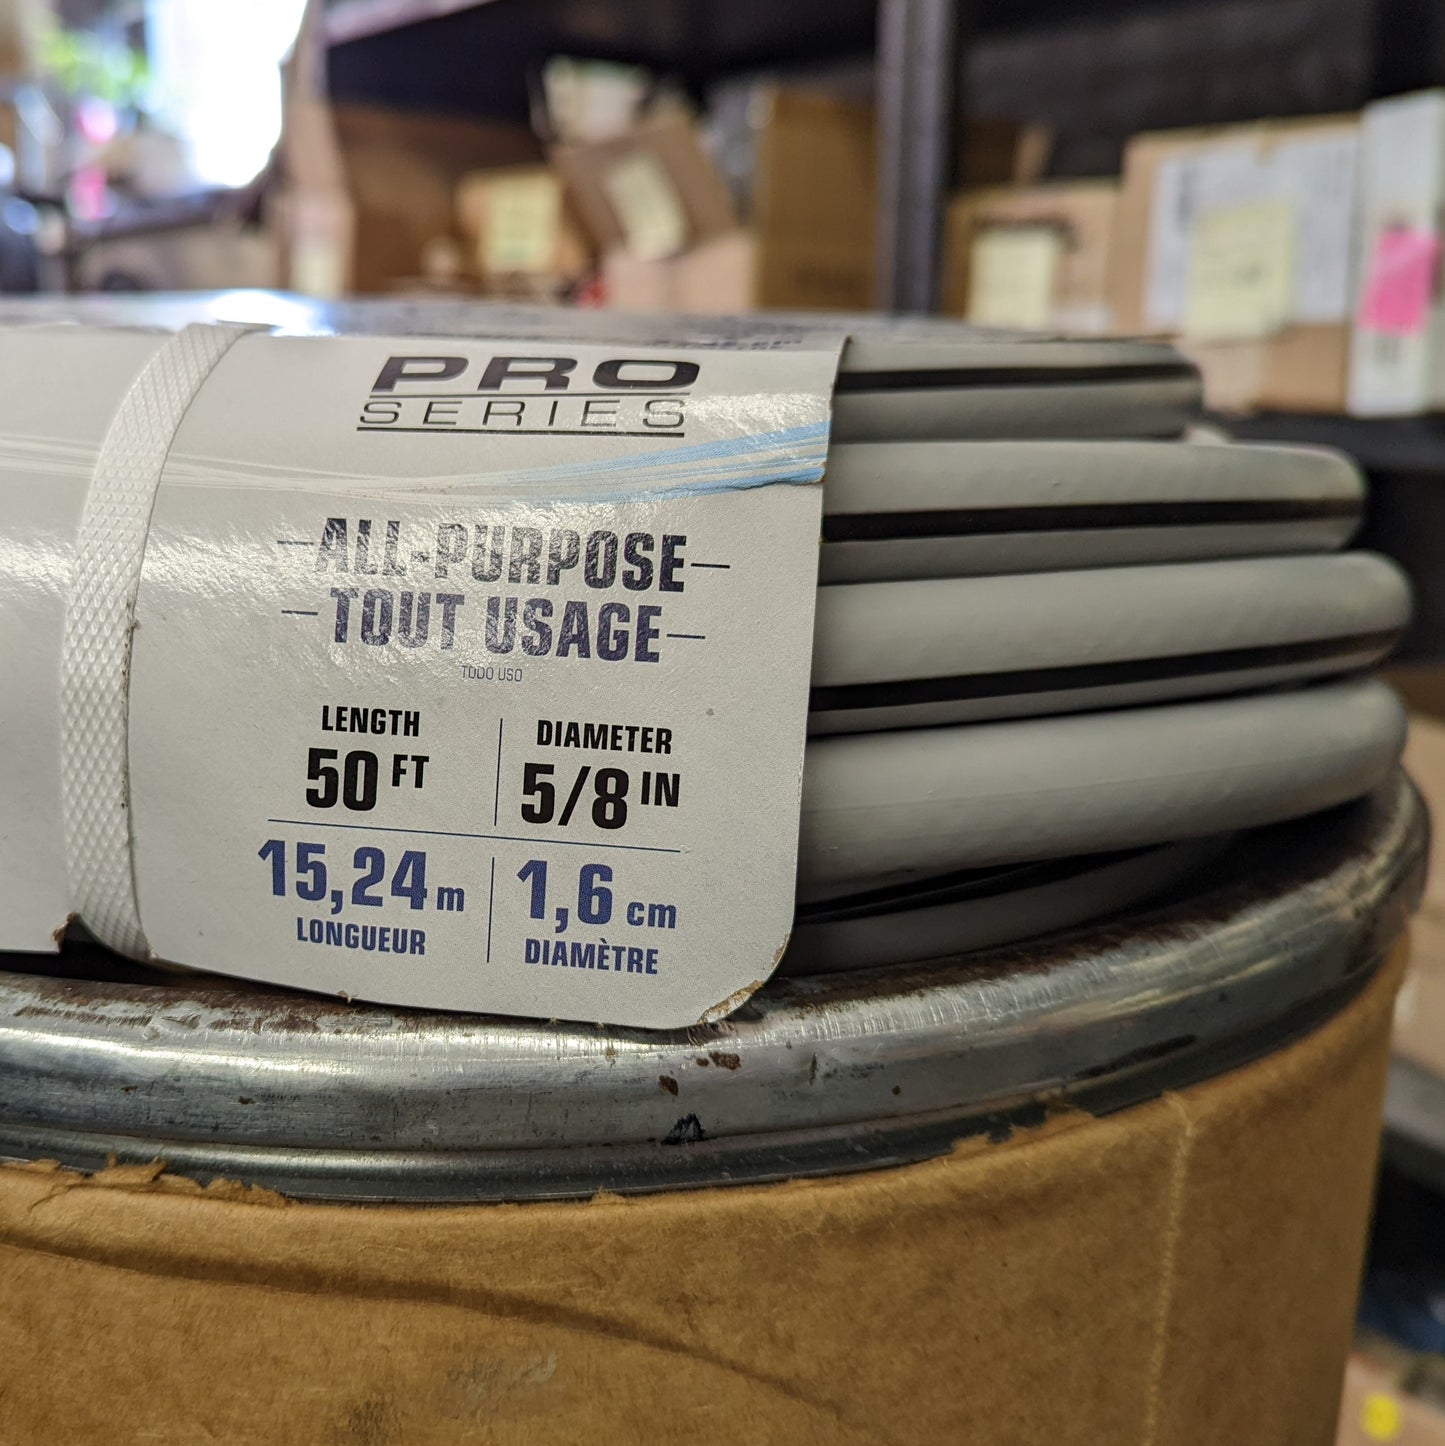 PRO
SERIES
ALL-PURPOSE
TOUT USAGE
TODO USO
LENGTH
50 FT
DIAMETER
5/8 IN
15,24 m
LONGUEUR
1,6 cm
DIAMÈTRE